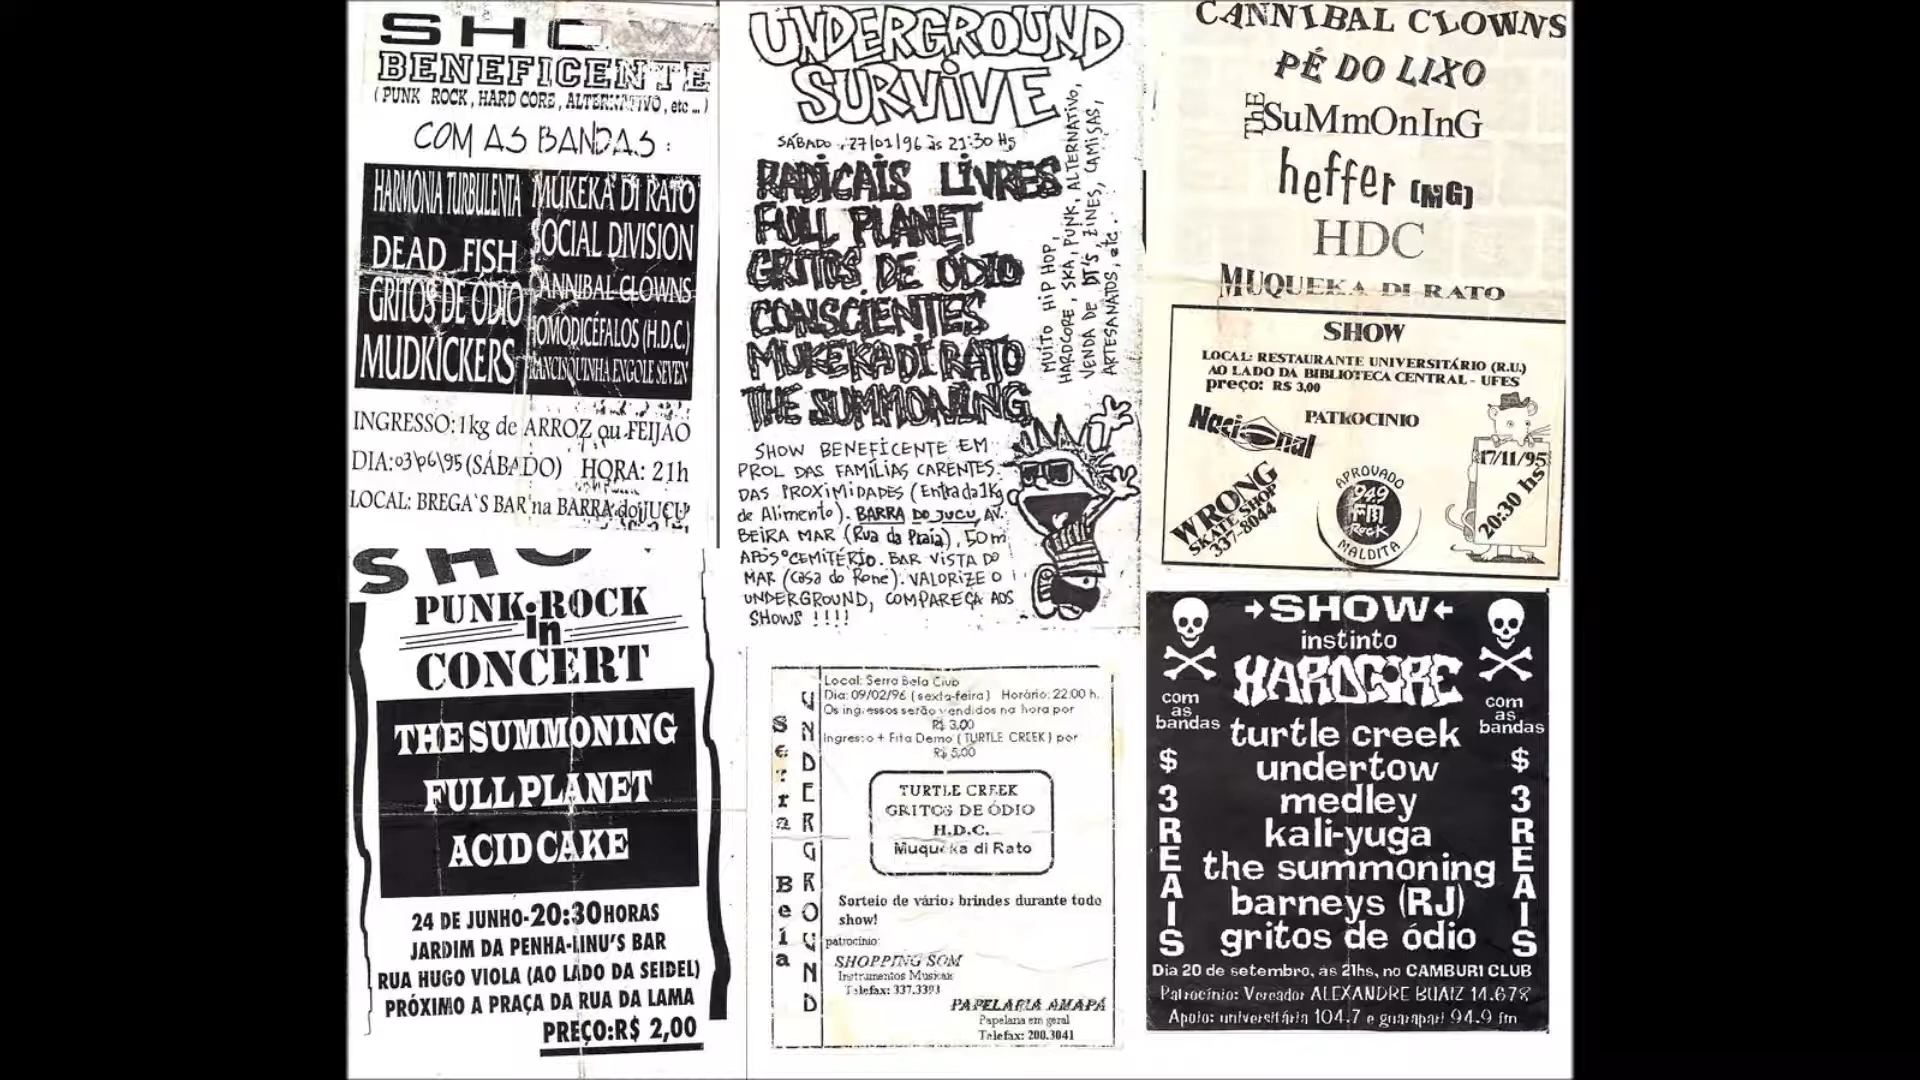 SHOW
BENEFICENTE
( PUNK ROCK, HARD CORE, ALTERNATIVO, etc ... )
COM AS BANDAS :
HARMONIA TURBULENTA
DEAD FISH
GRITOS DE ÓDIO
MUDKICKERS
MUKEKA DI RATO
SOCIAL DIVISION
CANNIBAL CLOWNS
HOMODICÉFALOS (H.D.C.)
FRANCISQUINHA ENGOLE SEVEN
INGRESSO: 1 kg de ARROZ ou FEIJÃO
DIA: 03\06\95 (SÁBADO) HORA: 21h
LOCAL: BREGA`S BAR na BARRA do JUCU
SHOW
PUNK-ROCK
in
CONCERT
THE SUMMONING
FULL PLANET
ACID CAKE
24 DE JUNHO-20:30HORAS
JARDIM DA PENHA-LINU'S BAR
RUA HUGO VIOLA (AO LADO DA SEIDEL)
PRÓXIMO A PRAÇA DA RUA DA LAMA
PREÇO:R$ 2,00
UNDERGROUND
SURVIVE
SÁBADO , 27/01/96 às 21:30 HS
RADICAIS LIVRES
FULL PLANET
GRITOS DE ÓDIO
CONSCIENTES
MUKEKA DI RATO
THE SUMMONING
MUITO HIP HOP,
HARDCORE, SKA, PUNK, ALTERNATIVO,
VENDA DE DT'S, ZINES, CAMISAS,
ARTESANATOS, etc.
SHOW BENEFICENTE EM
PROL DAS FAMÍLIAS CARENTES
DAS PROXIMIDADES (Entrada 1Kg
de Alimento). BARRA DO JUCU, AV.
BEIRA MAR (Rua da Praia), 50 m
APÓS O CEMITÉRIO. BAR VISTA DO
MAR (Casa do Rone). VALORIZE O
UNDERGROUND, COMPAREÇA AOS
SHOWS !!!!
Serra Bela
UNDERGROUND
Local: Serra Bela Club
Dia: 09/02/96 ( sexta-feira ) Horário: 22:00 h.
Os ingressos serão vendidos na hora por
R$ 3,00
Ingresso + Fita Demo ( TURTLE CREEK ) por
R$ 5,00
TURTLE CREEK
GRITOS DE ÓDIO
H.D.C.
Muqueka di Rato
Sorteio de vários brindes durante todo
show!
patrocínio:
SHOPPING SOM
Instrumentos Musicais
Telefax: 337.3393
PAPELARIA AMAPÁ
Papelaria em geral
Telefax: 200.3041
CANNIBAL CLOWNS
PÉ DO LIXO
THE SuMmOnInG
heffer (MG)
HDC
MUQUEKA DI RATO
SHOW
LOCAL: RESTAURANTE UNIVERSITÁRIO (R.U.)
AO LADO DA BIBLIOTECA CENTRAL - UFES
preço: R$ 3,00
PATROCINIO
Nacional
WRONG
SKATE SHOP
337-8044
APROVADO
94.9
FM
ROCK
MALDITA
17/11/95
20:30 hs
SHOW
instinto
HARDCORE
com
as
bandas
com
as
bandas
$ 3 REAIS
$ 3 REAIS
turtle creek
undertow
medley
kali-yuga
the summoning
barneys (RJ)
gritos de ódio
Dia 20 de setembro, as 21hs, no CAMBURI CLUB
Patrocínio: Vereador ALEXANDRE BUAIZ 14.678
Apoio: universitária 104.7 e guarapari 94.9 fm